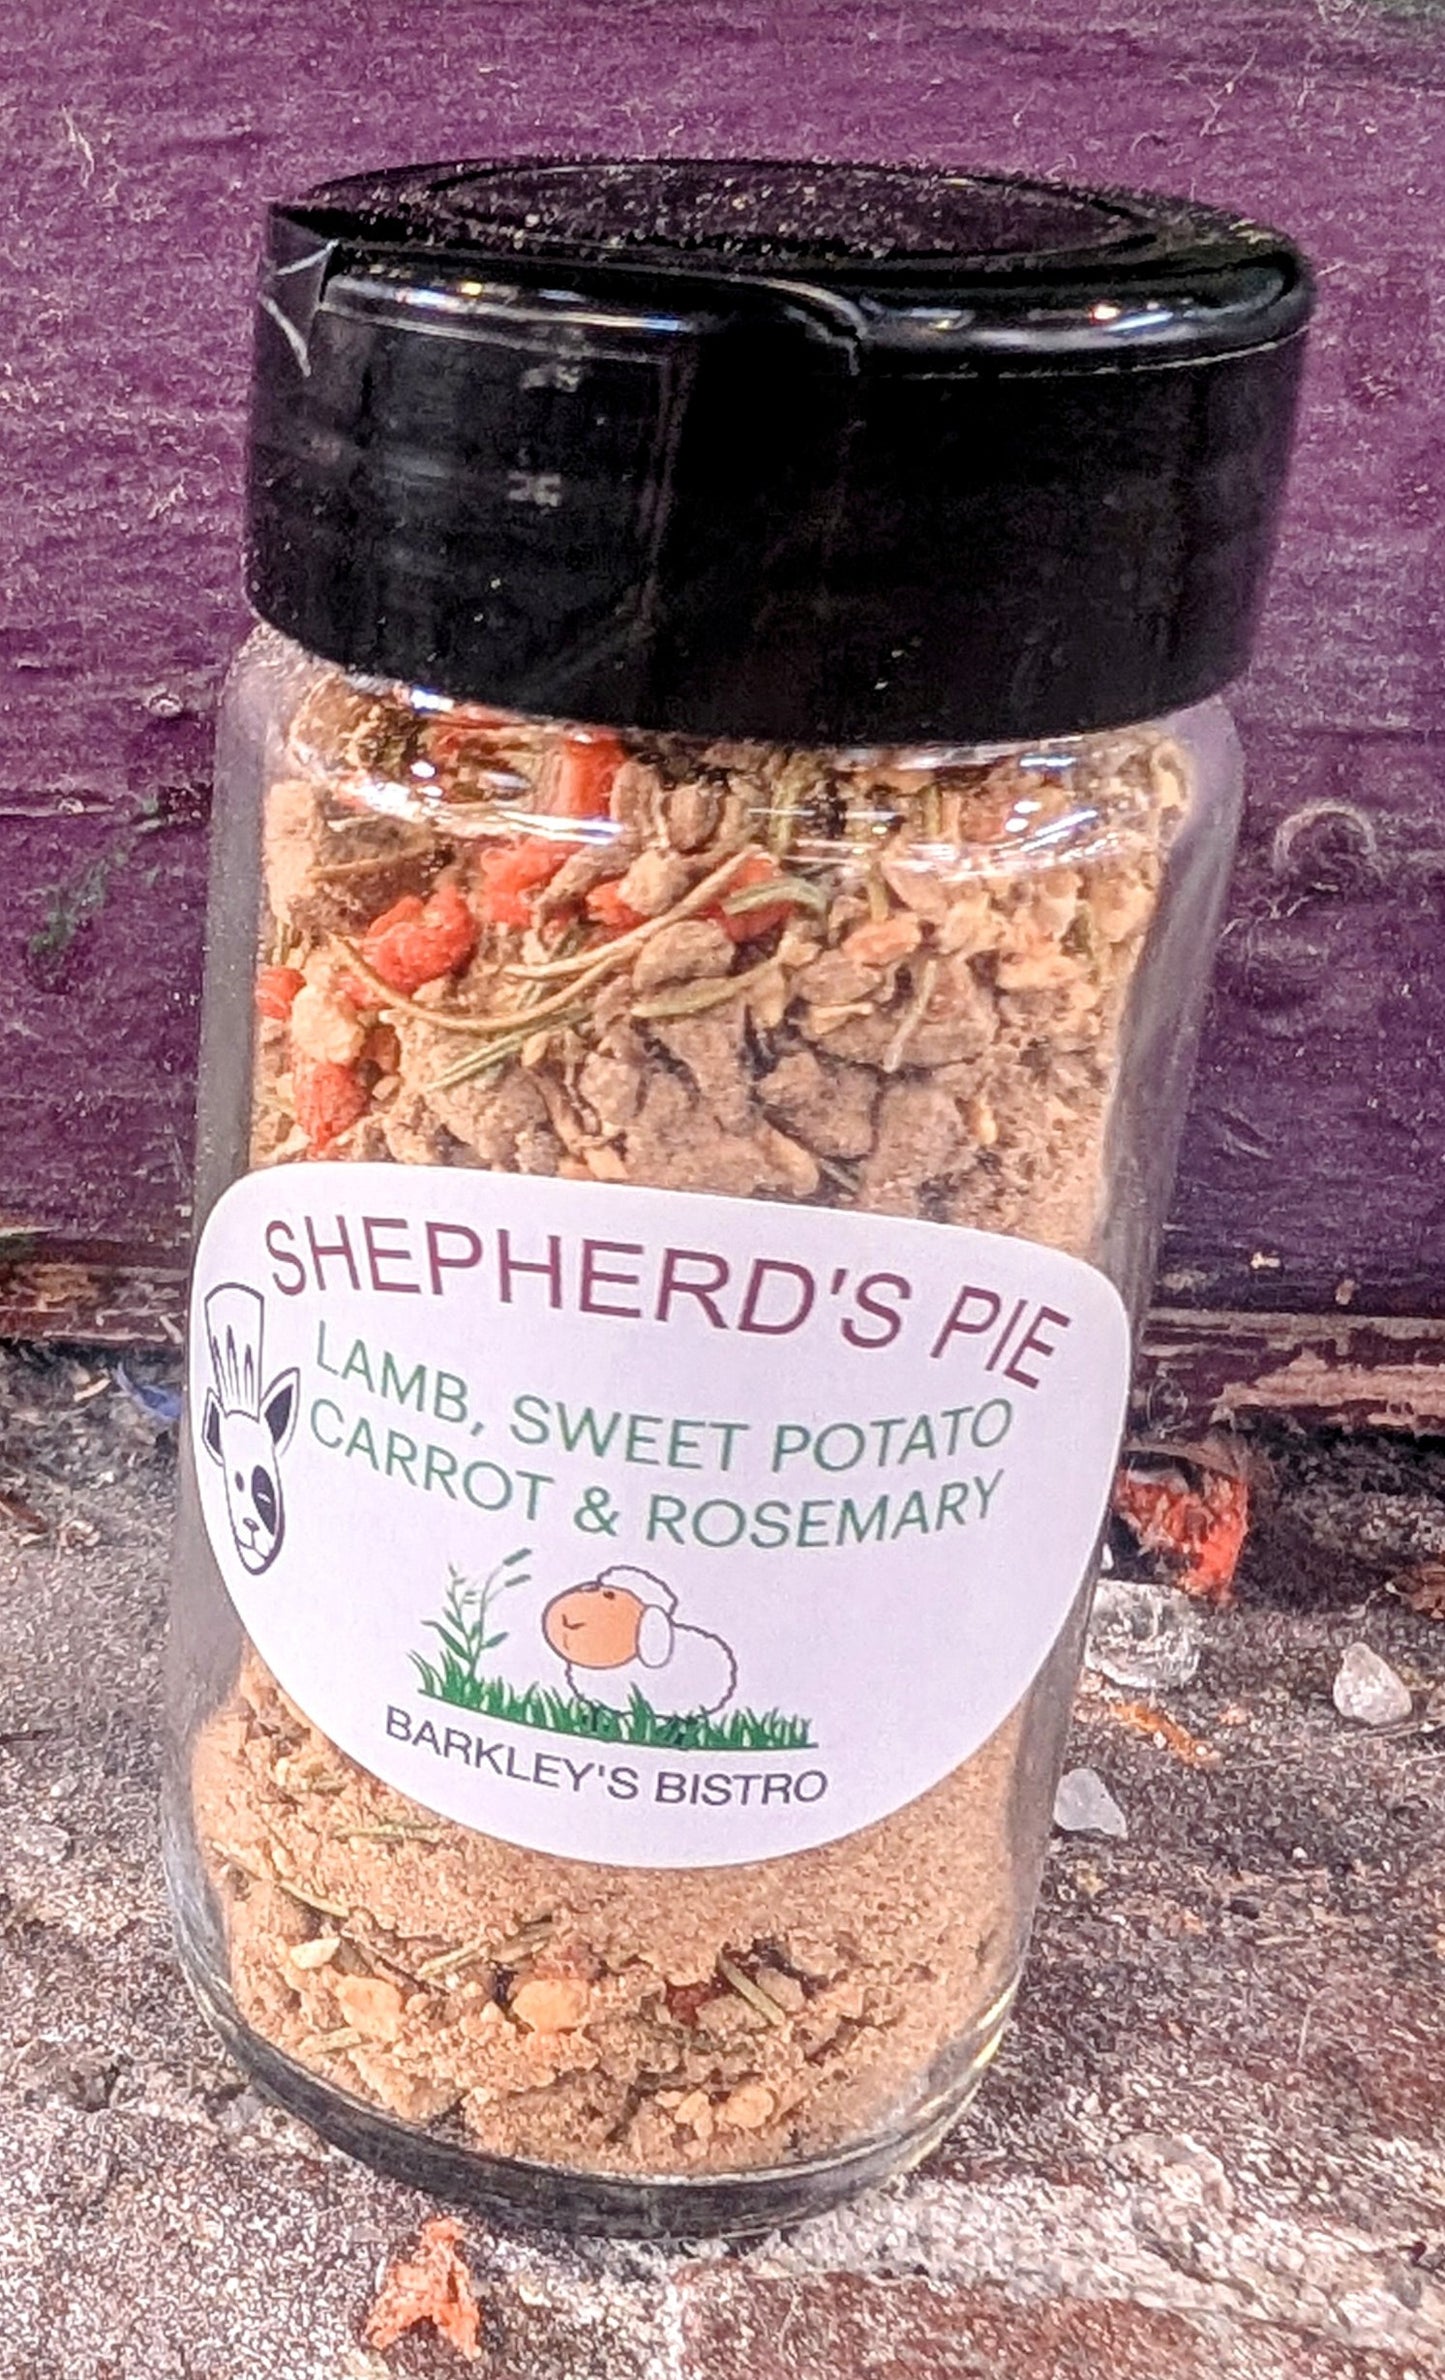 SHEPHERD'S PIE
LAMB, SWEET POTATO
CARROT & ROSEMARY
BARKLEY'S BISTRO